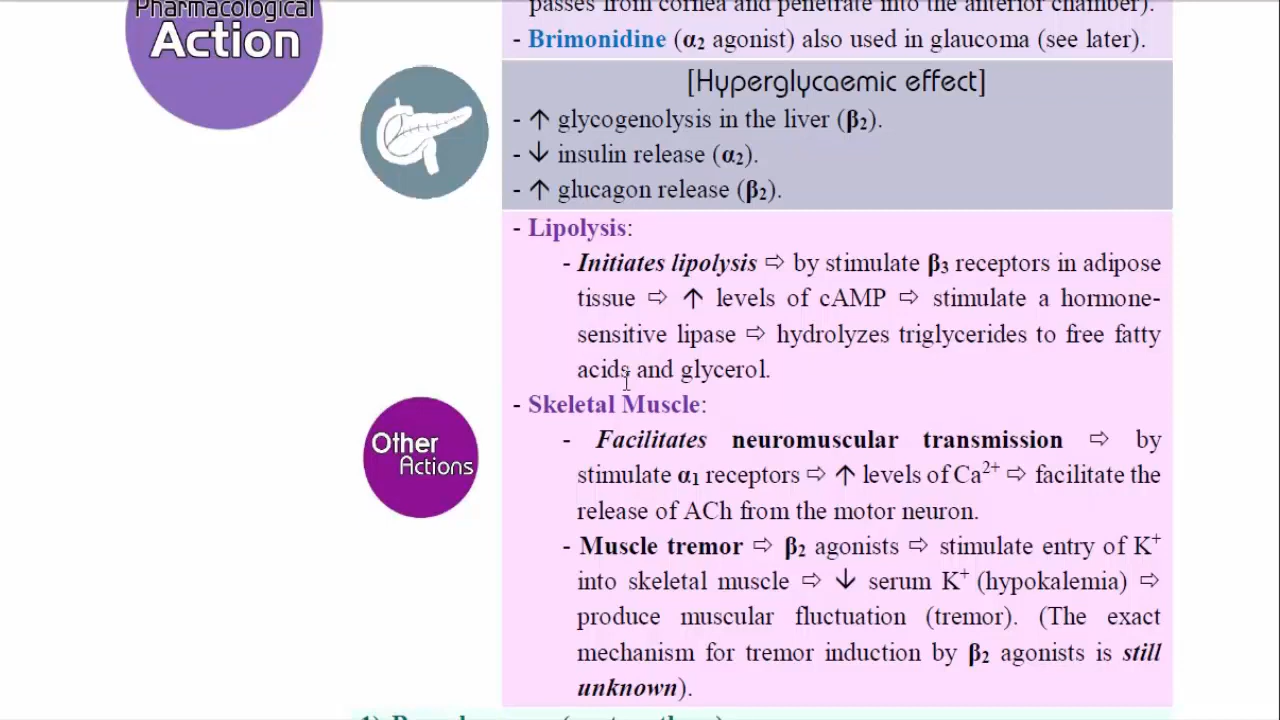 Pharmacological
Action
passes from cornea and penetrate into the anterior chamber).
- Brimonidine (α₂ agonist) also used in glaucoma (see later).
[Hyperglycaemic effect]
- ↑ glycogenolysis in the liver (β₂).
- ↓ insulin release (α₂).
- ↑ glucagon release (β₂).
- Lipolysis:
- Initiates lipolysis ⇨ by stimulate β₃ receptors in adipose
tissue ⇨ ↑ levels of cAMP ⇨ stimulate a hormone-
sensitive lipase ⇨ hydrolyzes triglycerides to free fatty
acids and glycerol.
- Skeletal Muscle:
Other
Actions
- Facilitates neuromuscular transmission ⇨ by
stimulate α₁ receptors ⇨ ↑ levels of Ca²⁺ ⇨ facilitate the
release of ACh from the motor neuron.
- Muscle tremor ⇨ β₂ agonists ⇨ stimulate entry of K⁺
into skeletal muscle ⇨ ↓ serum K⁺ (hypokalemia) ⇨
produce muscular fluctuation (tremor). (The exact
mechanism for tremor induction by β₂ agonists is still
unknown).